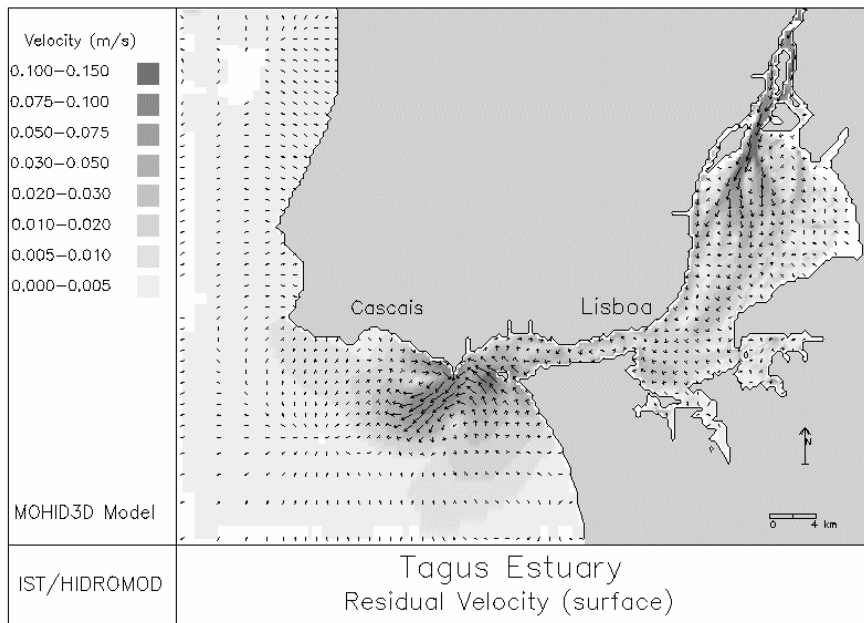 Velocity (m/s)
0.100-0.150
0.075-0.100
0.050-0.075
0.030-0.050
0.020-0.030
0.010-0.020
0.005-0.010
0.000-0.005
Cascais
Lisboa
N
0 4 km
MOHID3D Model
IST/HIDROMOD
Tagus Estuary
Residual Velocity (surface)